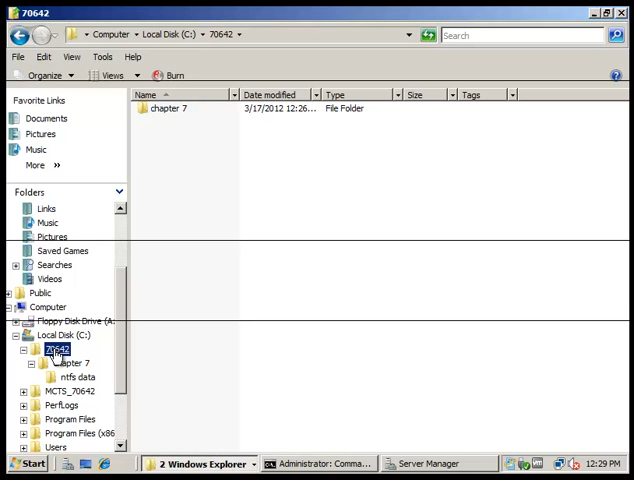 70642
Computer ▸ Local Disk (C:) ▸ 70642
Search
File Edit View Tools Help
Organize Views Burn
Favorite Links
Documents
Pictures
Music
More »
Folders
Links
Music
Pictures
Saved Games
Searches
Videos
Public
Computer
Floppy Disk Drive (A:
Local Disk (C:)
70642
chapter 7
ntfs data
MCTS_70642
PerfLogs
Program Files
Program Files (x86
Users
Name Date modified Type Size Tags
chapter 7 3/17/2012 12:26... File Folder
Start
2 Windows Explorer
Administrator: Comma...
Server Manager
12:29 PM